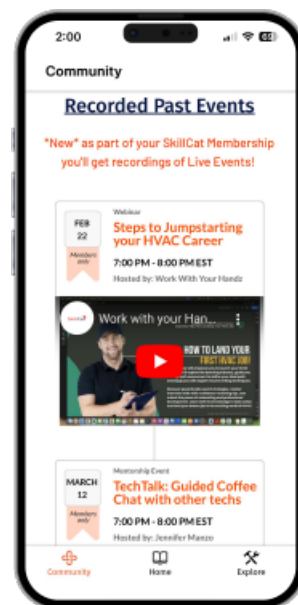 2:00
Community
Recorded Past Events
*New* as part of your SkillCat Membership
you'll get recordings of Live Events!
FEB
22
Members
only
Webinar
Steps to Jumpstarting
your HVAC Career
7:00 PM - 8:00 PM EST
Hosted by: Work With Your Handz
Work with your Han...
HOW TO LAND YOUR
FIRST HVAC JOB!
MARCH
12
Members
only
Mentorship Event
TechTalk: Guided Coffee
Chat with other techs
7:00 PM - 8:00 PM EST
Hosted by: Jennifer Manzo
Community
Home
Explore